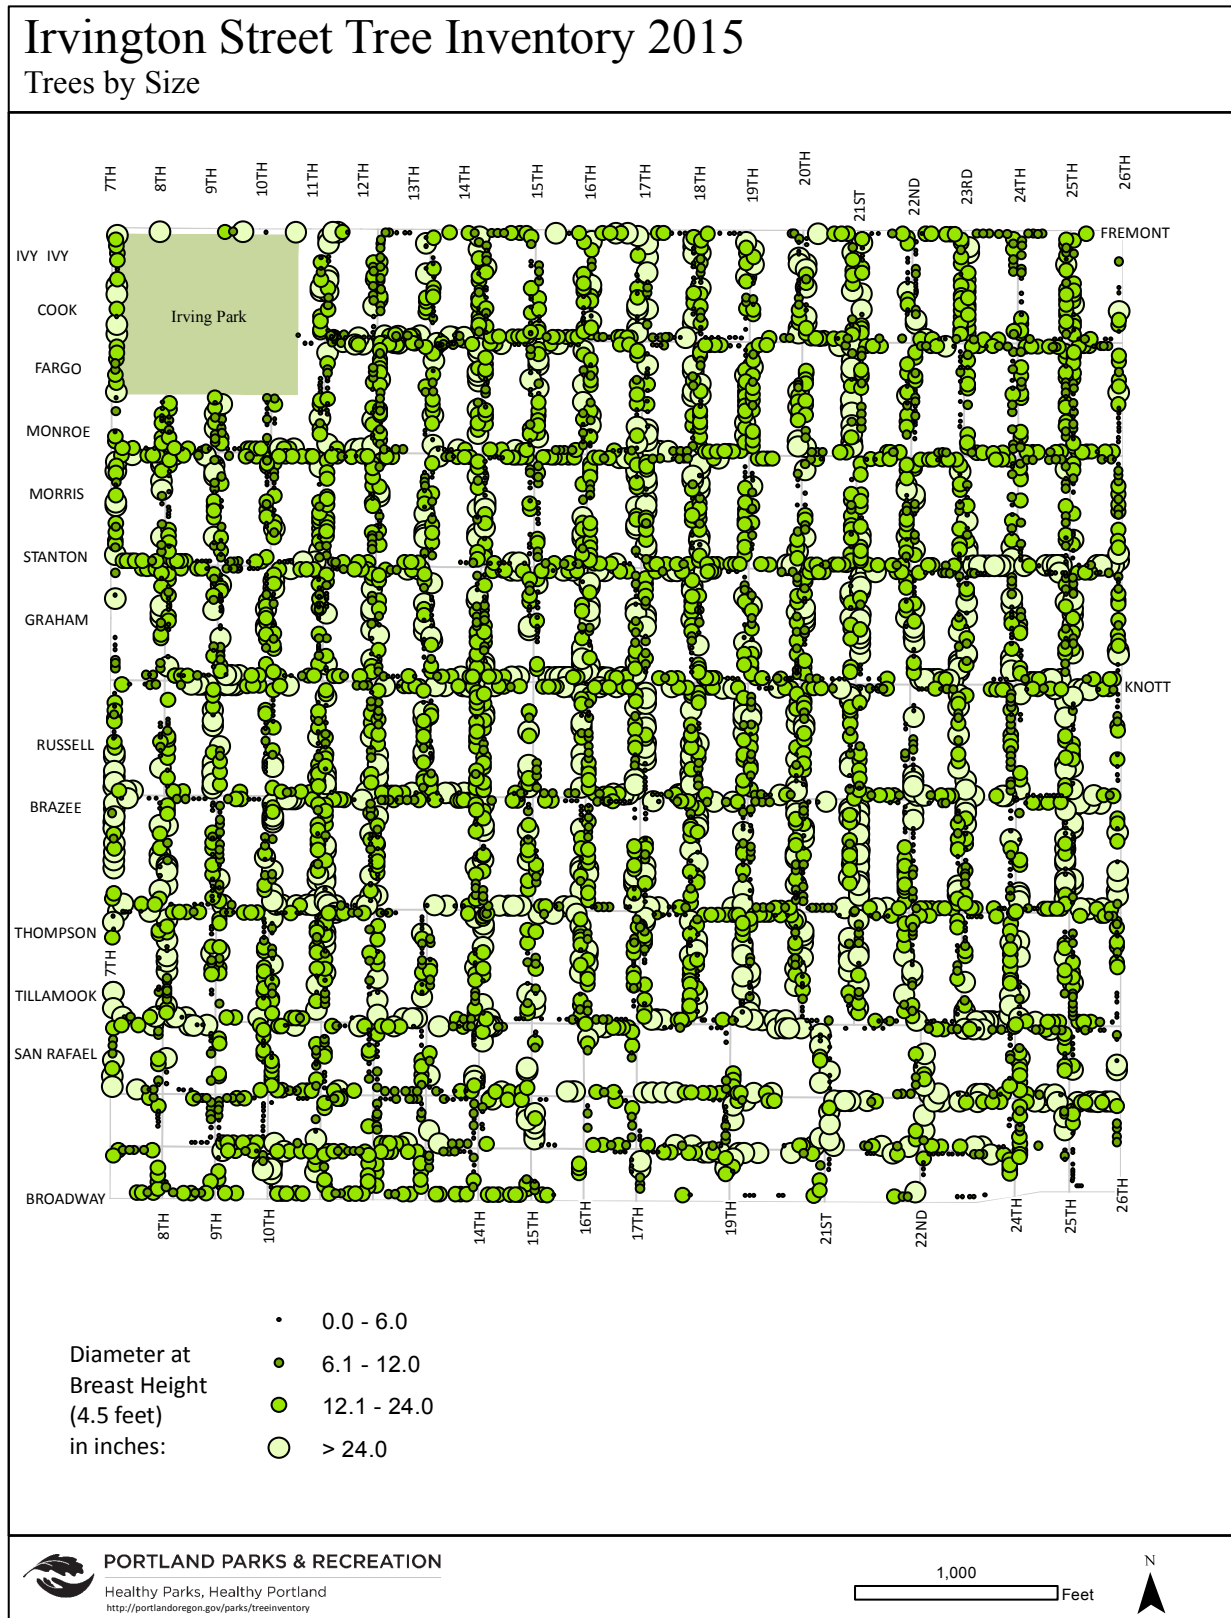 Irvington Street Tree Inventory 2015
Trees by Size
7TH 8TH 9TH 10TH 11TH 12TH 13TH 14TH 15TH 16TH 17TH 18TH 19TH 20TH 21ST 22ND 23RD 24TH 25TH 26TH
FREMONT
IVY IVY
COOK
Irving Park
FARGO
MONROE
MORRIS
STANTON
GRAHAM
KNOTT
RUSSELL
BRAZEE
THOMPSON
7TH
TILLAMOOK
SAN RAFAEL
BROADWAY
8TH 9TH 10TH 14TH 15TH 16TH 17TH 19TH 21ST 22ND 24TH 25TH 26TH
Diameter at
Breast Height
(4.5 feet)
in inches:
0.0 - 6.0
6.1 - 12.0
12.1 - 24.0
> 24.0
PORTLAND PARKS & RECREATION
Healthy Parks, Healthy Portland
http://portlandoregon.gov/parks/treeinventory
1,000
Feet
N